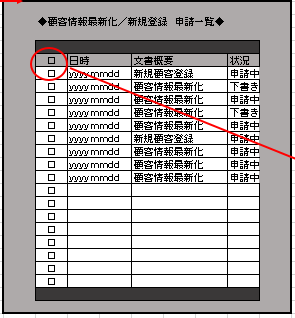 ◆顧客情報最新化／新規登録 申請一覧◆
□ 日時 文書概要 状況
□ yyyymmdd 新規顧客登録 申請中
□ yyyymmdd 顧客情報最新化 下書き
□ yyyymmdd 顧客情報最新化 申請中
□ yyyymmdd 顧客情報最新化 下書き
□ yyyymmdd 顧客情報最新化 申請中
□ yyyymmdd 新規顧客登録 申請中
□ yyyymmdd 顧客情報最新化 申請中
□ yyyymmdd 顧客情報最新化 申請中
□ yyyymmdd 顧客情報最新化 申請中
□
□
□
□
□
□
□
□